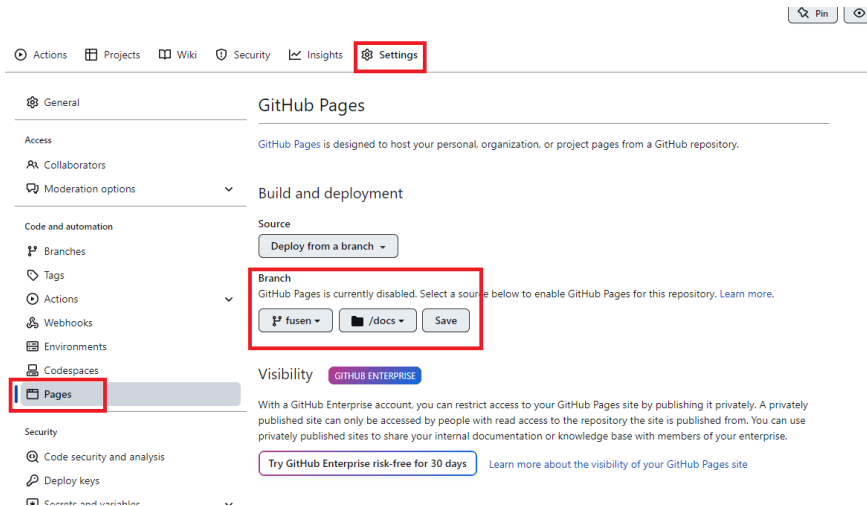 Pin
Actions Projects Wiki Security Insights Settings
General
Access
Collaborators
Moderation options
Code and automation
Branches
Tags
Actions
Webhooks
Environments
Codespaces
Pages
Security
Code security and analysis
Deploy keys
Secrets and variables
GitHub Pages
GitHub Pages is designed to host your personal, organization, or project pages from a GitHub repository.
Build and deployment
Source
Deploy from a branch
Branch
GitHub Pages is currently disabled. Select a source below to enable GitHub Pages for this repository. Learn more.
fusen /docs Save
Visibility GITHUB ENTERPRISE
With a GitHub Enterprise account, you can restrict access to your GitHub Pages site by publishing it privately. A privately
published site can only be accessed by people with read access to the repository the site is published from. You can use
privately published sites to share your internal documentation or knowledge base with members of your enterprise.
Try GitHub Enterprise risk-free for 30 days Learn more about the visibility of your GitHub Pages site